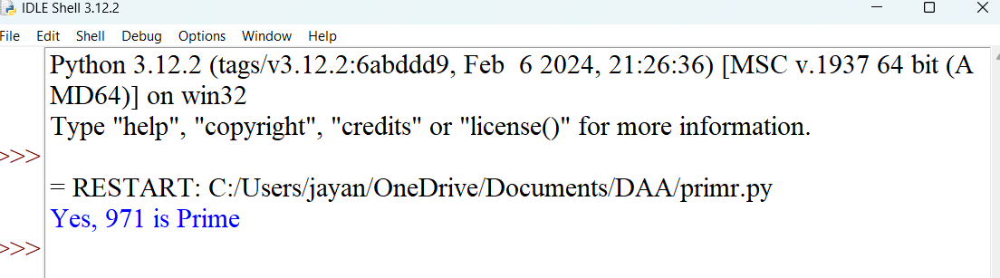 IDLE Shell 3.12.2
File Edit Shell Debug Options Window Help
Python 3.12.2 (tags/v3.12.2:6abddd9, Feb  6 2024, 21:26:36) [MSC v.1937 64 bit (A
MD64)] on win32
Type "help", "copyright", "credits" or "license()" for more information.
>>>
= RESTART: C:/Users/jayan/OneDrive/Documents/DAA/primr.py
Yes, 971 is Prime
>>>